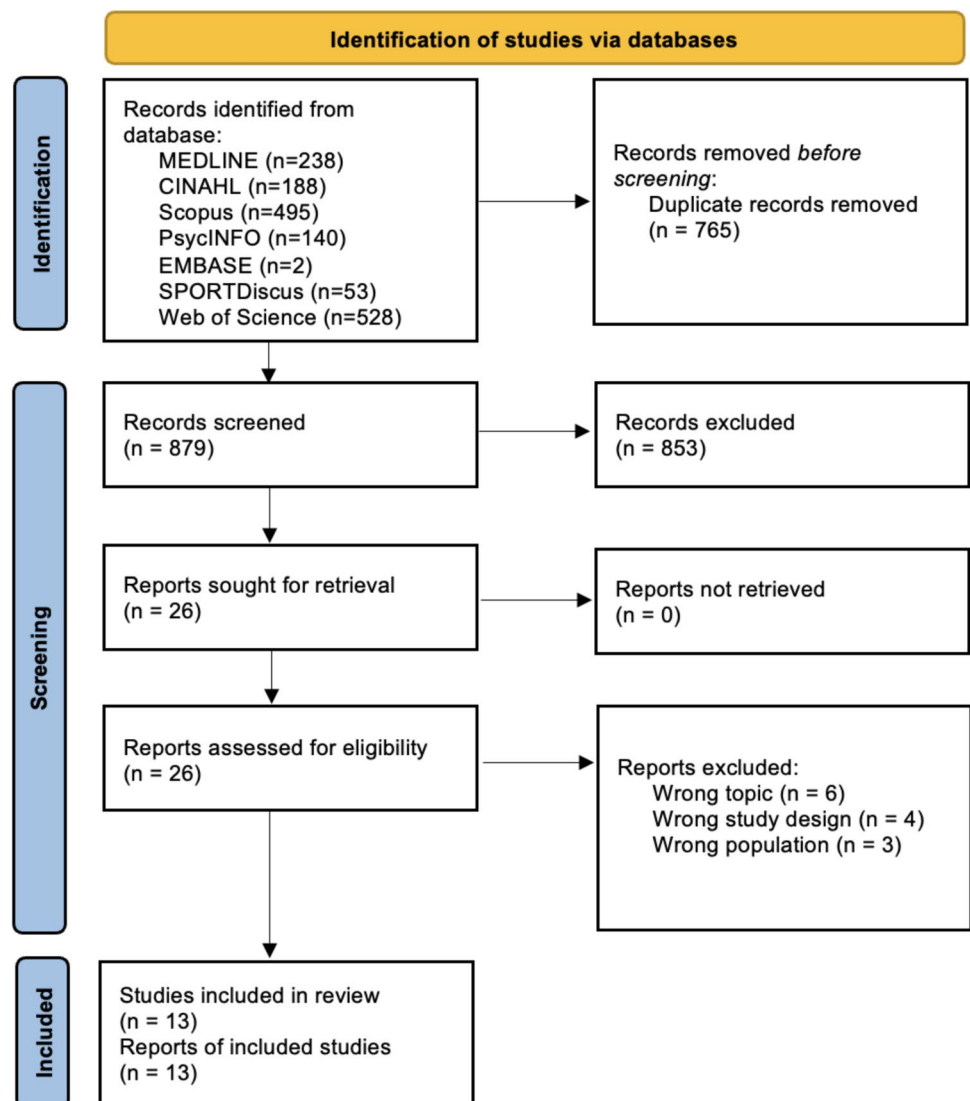 Identification of studies via databases
Identification
Records identified from
database:
MEDLINE (n=238)
CINAHL (n=188)
Scopus (n=495)
PsycINFO (n=140)
EMBASE (n=2)
SPORTDiscus (n=53)
Web of Science (n=528)
Records removed before
screening:
Duplicate records removed
(n = 765)
Screening
Records screened
(n = 879)
Records excluded
(n = 853)
Reports sought for retrieval
(n = 26)
Reports not retrieved
(n = 0)
Reports assessed for eligibility
(n = 26)
Reports excluded:
Wrong topic (n = 6)
Wrong study design (n = 4)
Wrong population (n = 3)
Included
Studies included in review
(n = 13)
Reports of included studies
(n = 13)